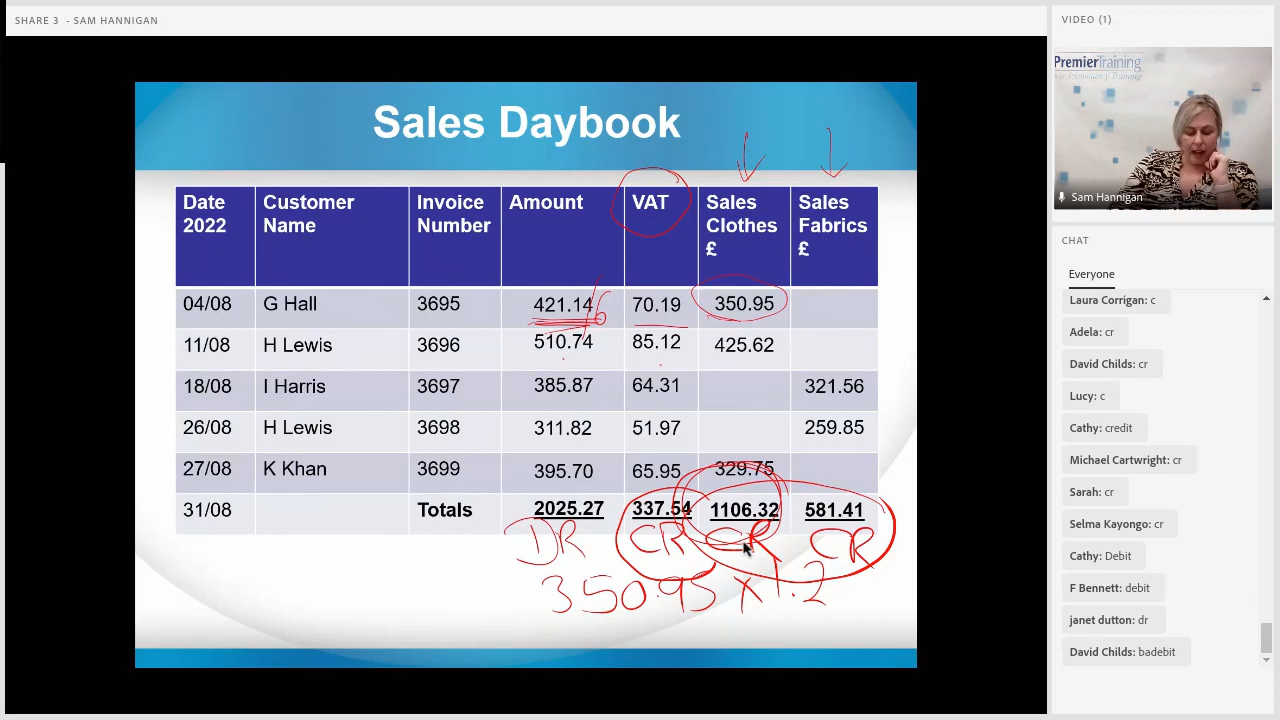 SHARE 3 - SAM HANNIGAN
VIDEO (1)
PremierTraining
Sam Hannigan
Sales Daybook
Date 2022 Customer Name Invoice Number Amount VAT Sales Clothes £ Sales Fabrics £
04/08 G Hall 3695 421.14 70.19 350.95
11/08 H Lewis 3696 510.74 85.12 425.62
18/08 I Harris 3697 385.87 64.31 321.56
26/08 H Lewis 3698 311.82 51.97 259.85
27/08 K Khan 3699 395.70 65.95 329.75
31/08 Totals 2025.27 337.54 1106.32 581.41
DR CR CR CR
350.95 x 1.2
CHAT
Everyone
Laura Corrigan: c
Adela: cr
David Childs: cr
Lucy: c
Cathy: credit
Michael Cartwright: cr
Sarah: cr
Selma Kayongo: cr
Cathy: Debit
F Bennett: debit
janet dutton: dr
David Childs: badebit